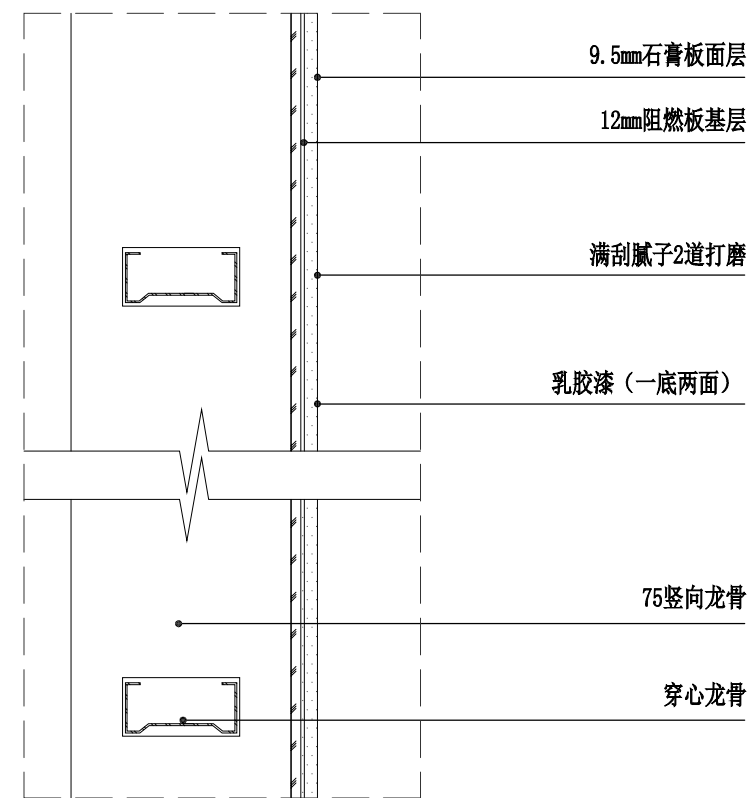 9.5mm石膏板面层
12mm阻燃板基层
满刮腻子2道打磨
乳胶漆（一底两面）
75竖向龙骨
穿心龙骨